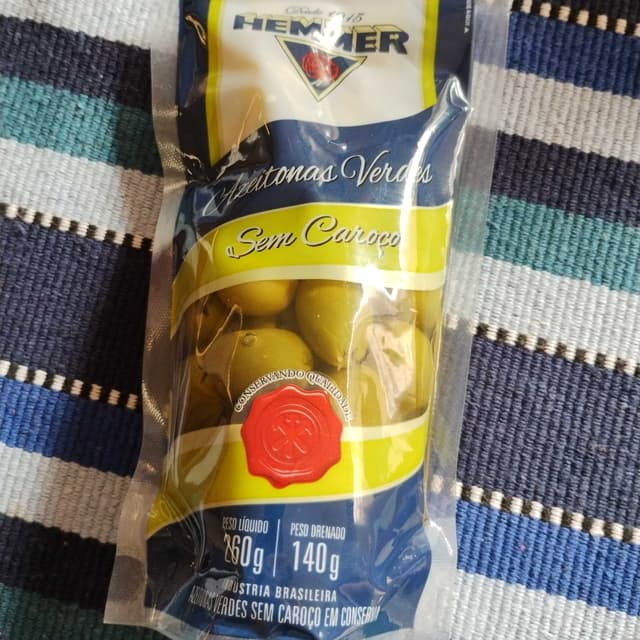 Desde 1915
HEMMER
Azeitonas Verdes
Sem Caroço
CONSERVANDO QUALIDADE
PESO LÍQUIDO
PESO DRENADO
260g
140g
INDÚSTRIA BRASILEIRA
AZEITONAS VERDES SEM CAROÇO EM CONSERVA